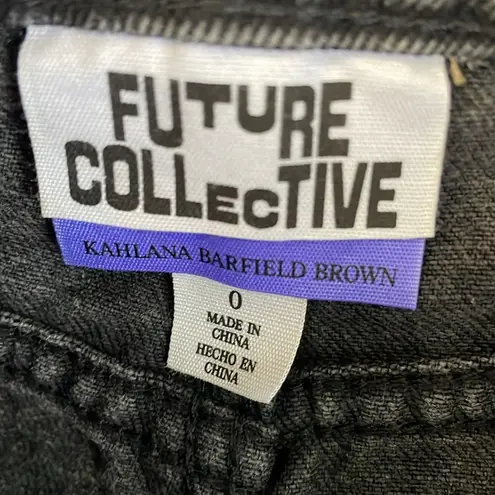 FUTURE
COLLECTIVE
KAHLANA BARFIELD BROWN
0
MADE IN
CHINA
HECHO EN
CHINA